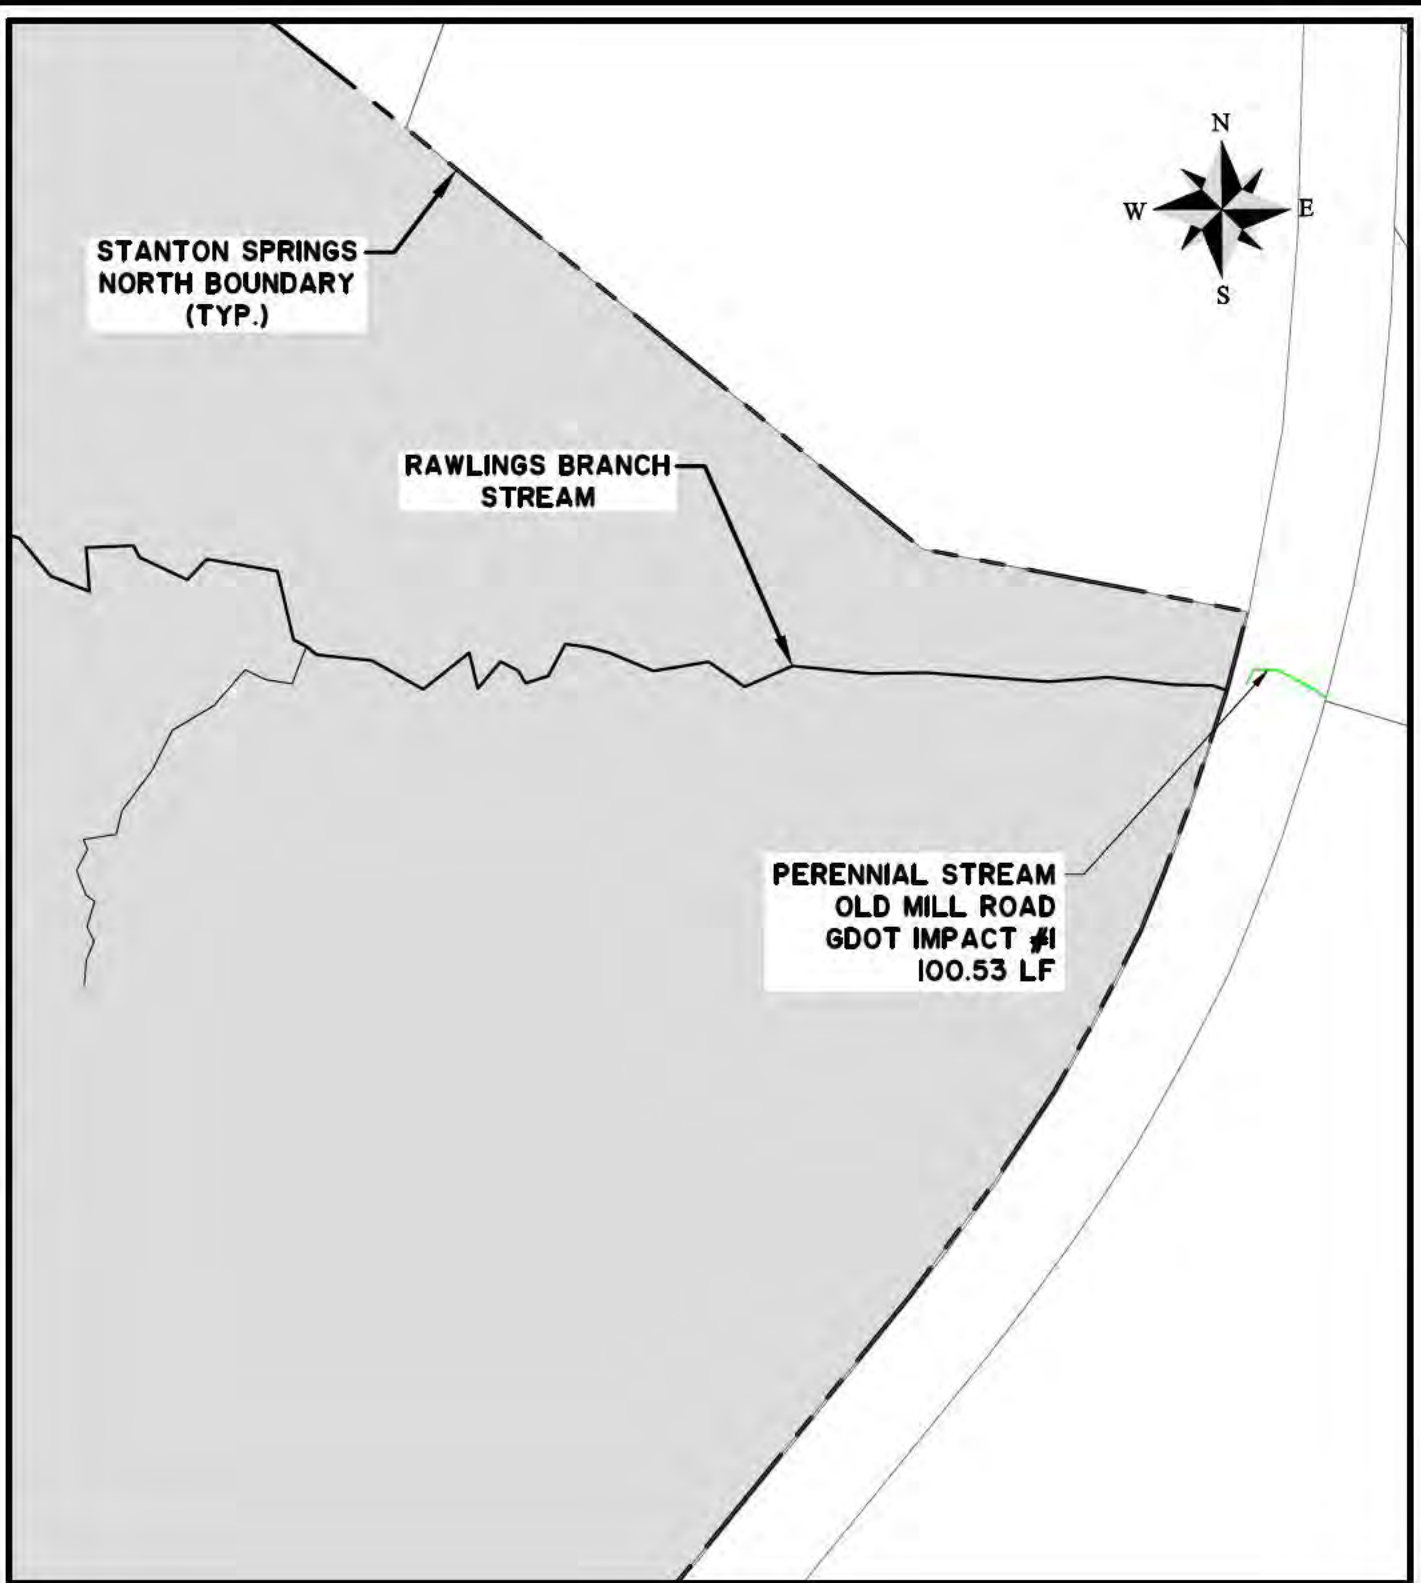 N
W
E
S
STANTON SPRINGS
NORTH BOUNDARY
(TYP.)
RAWLINGS BRANCH
STREAM
PERENNIAL STREAM
OLD MILL ROAD
GDOT IMPACT #1
100.53 LF